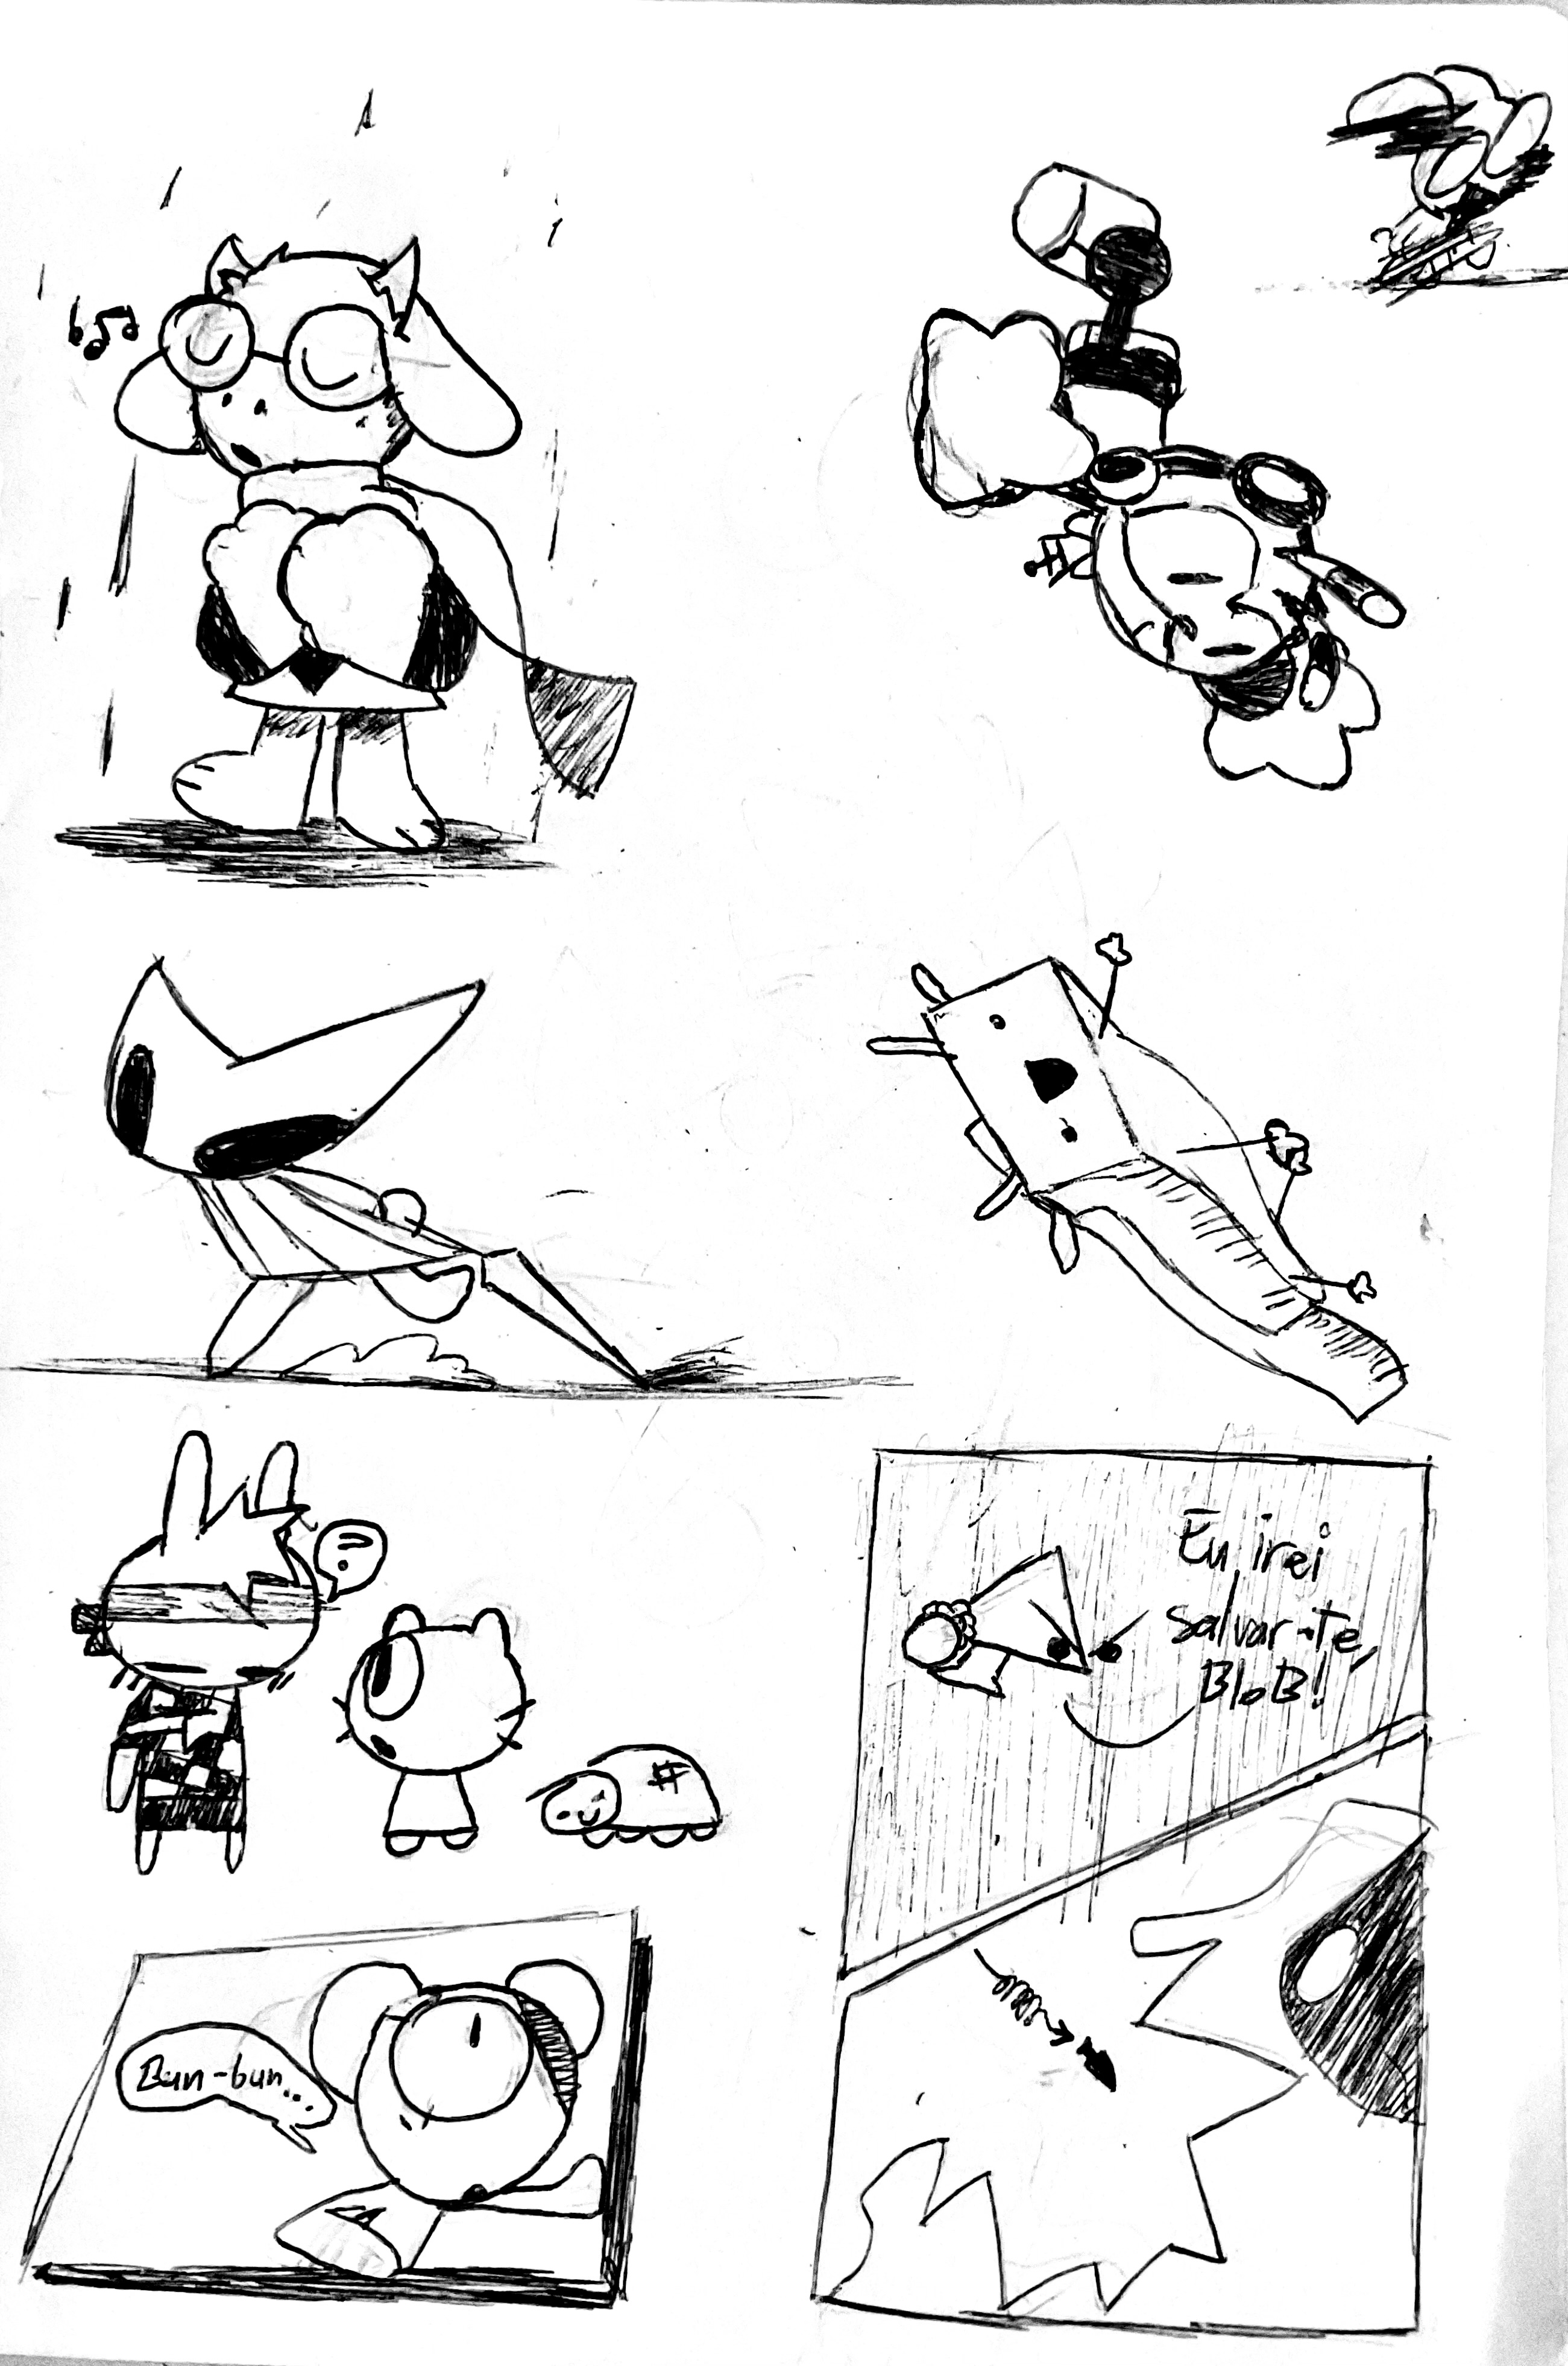 ?
Eu irei
salvar-te,
BloB!
Bun-bun...